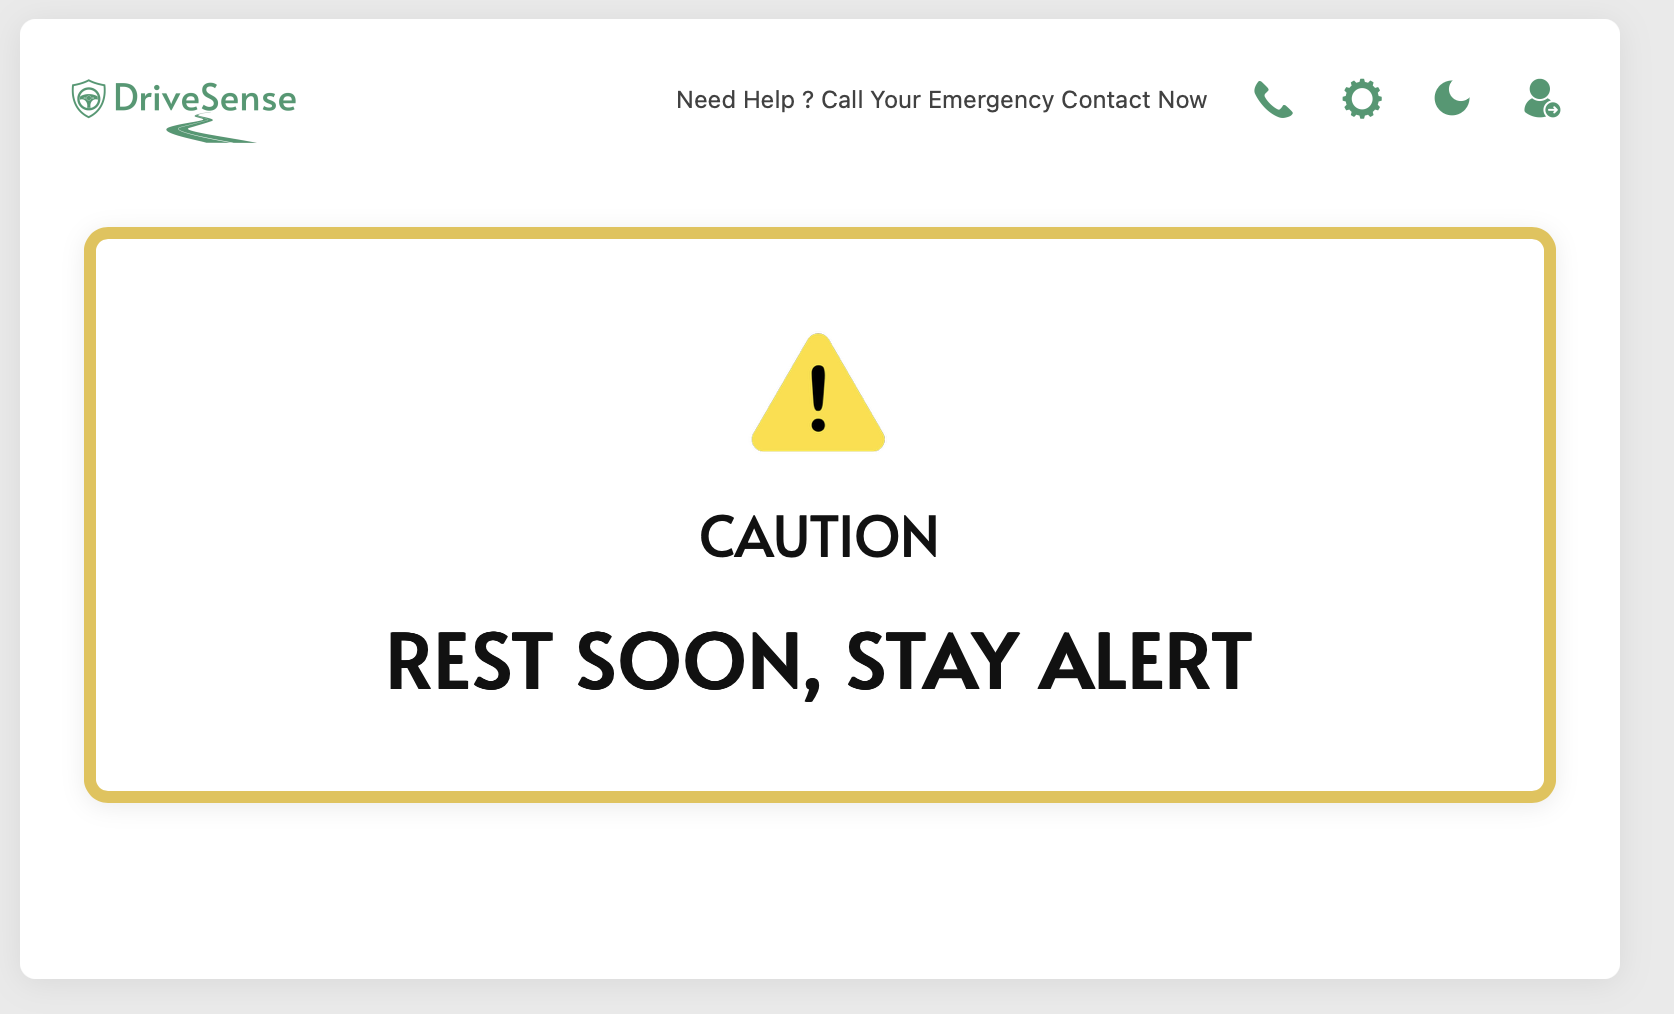 DriveSense
Need Help ? Call Your Emergency Contact Now
!
CAUTION
REST SOON, STAY ALERT